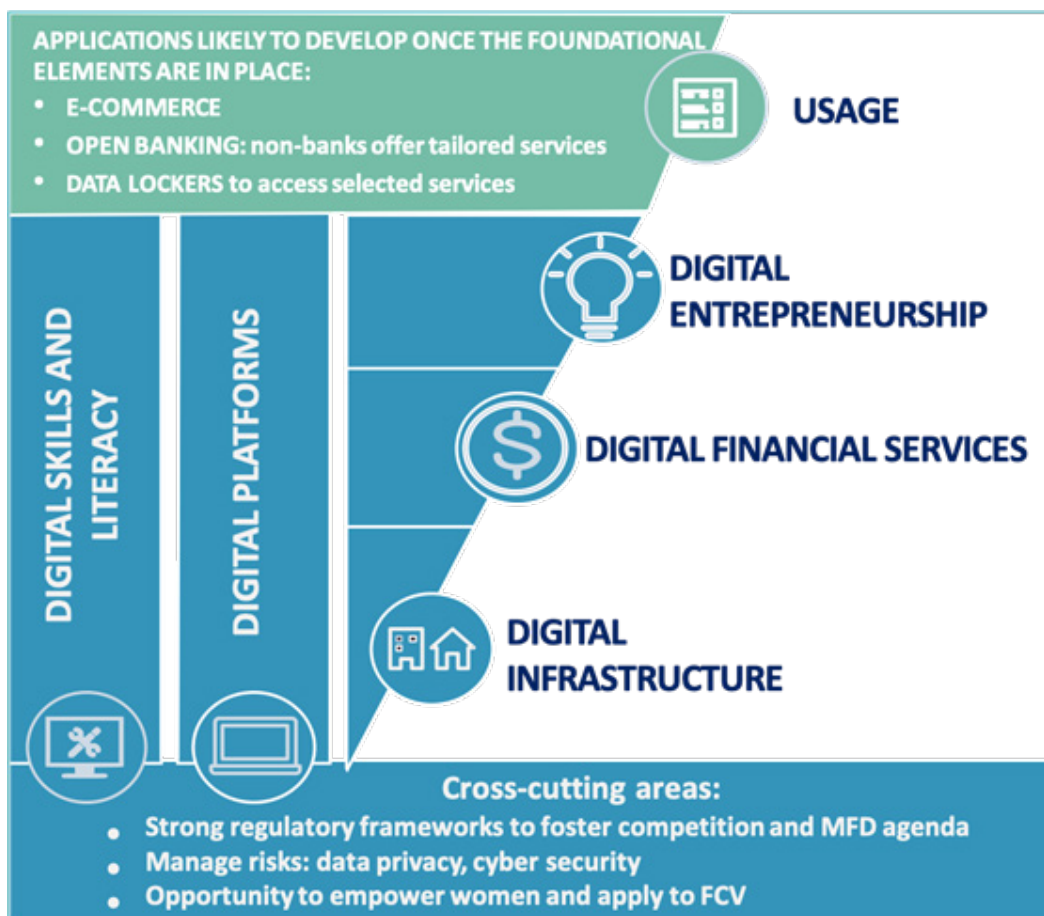 APPLICATIONS LIKELY TO DEVELOP ONCE THE FOUNDATIONAL
ELEMENTS ARE IN PLACE:
• E-COMMERCE
• OPEN BANKING: non-banks offer tailored services
• DATA LOCKERS to access selected services
USAGE
DIGITAL
ENTREPRENEURSHIP
DIGITAL FINANCIAL SERVICES
DIGITAL
INFRASTRUCTURE
DIGITAL SKILLS AND
LITERACY
DIGITAL PLATFORMS
Cross-cutting areas:
• Strong regulatory frameworks to foster competition and MFD agenda
• Manage risks: data privacy, cyber security
• Opportunity to empower women and apply to FCV